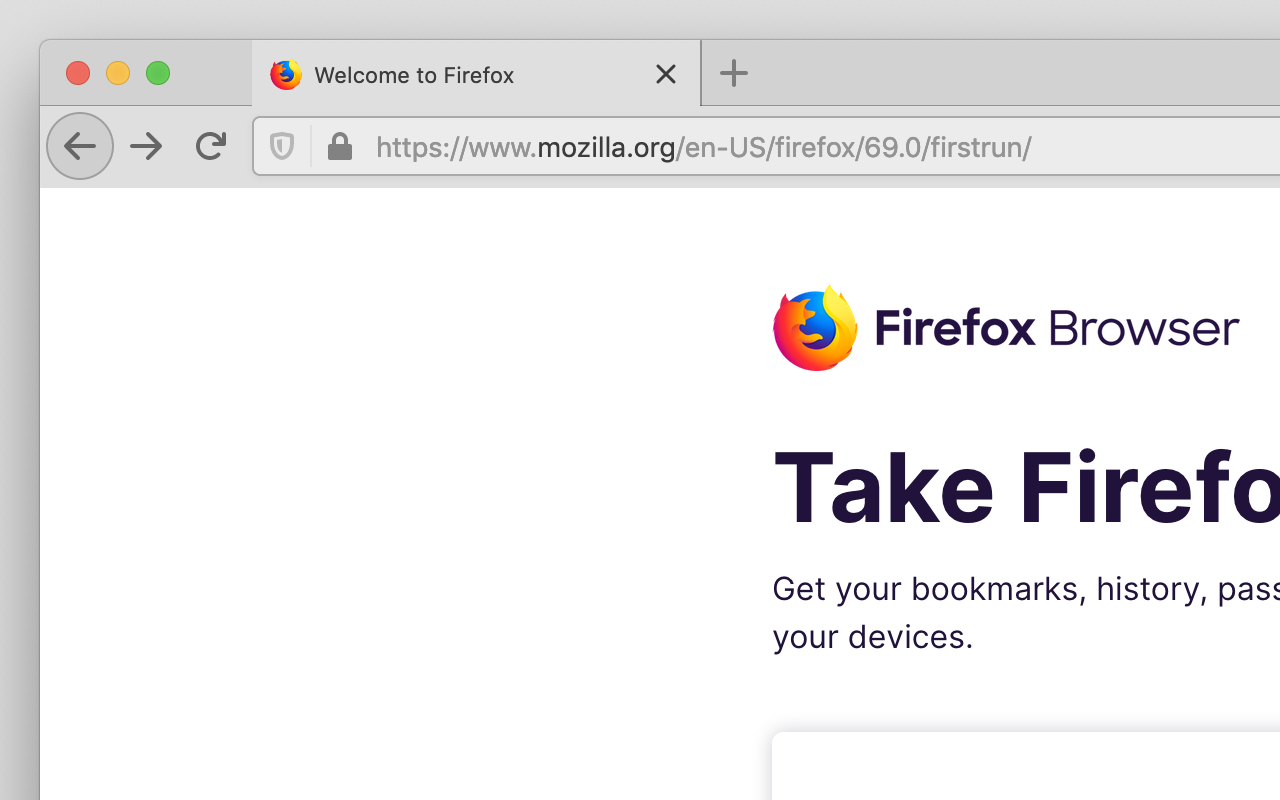 Welcome to Firefox
https://www.mozilla.org/en-US/firefox/69.0/firstrun/
Firefox Browser
Take Firefo
Get your bookmarks, history, pass
your devices.